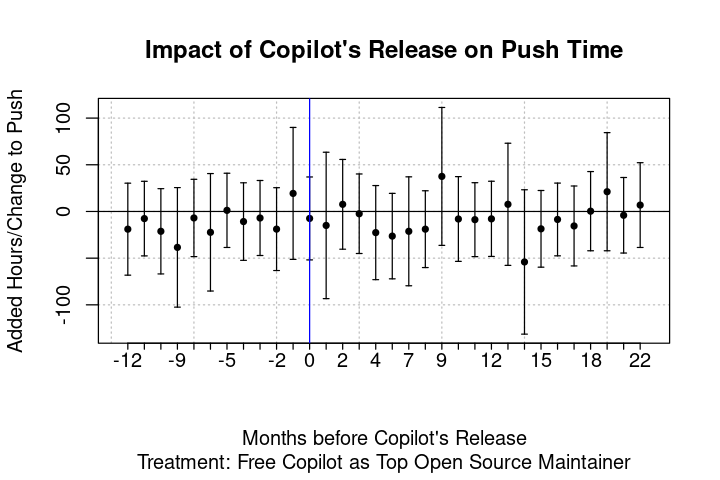 Impact of Copilot's Release on Push Time
Added Hours/Change to Push
100
50
0
-100
-12 -9 -5 -2 0 2 4 7 9 12 15 18 22
Months before Copilot's Release
Treatment: Free Copilot as Top Open Source Maintainer